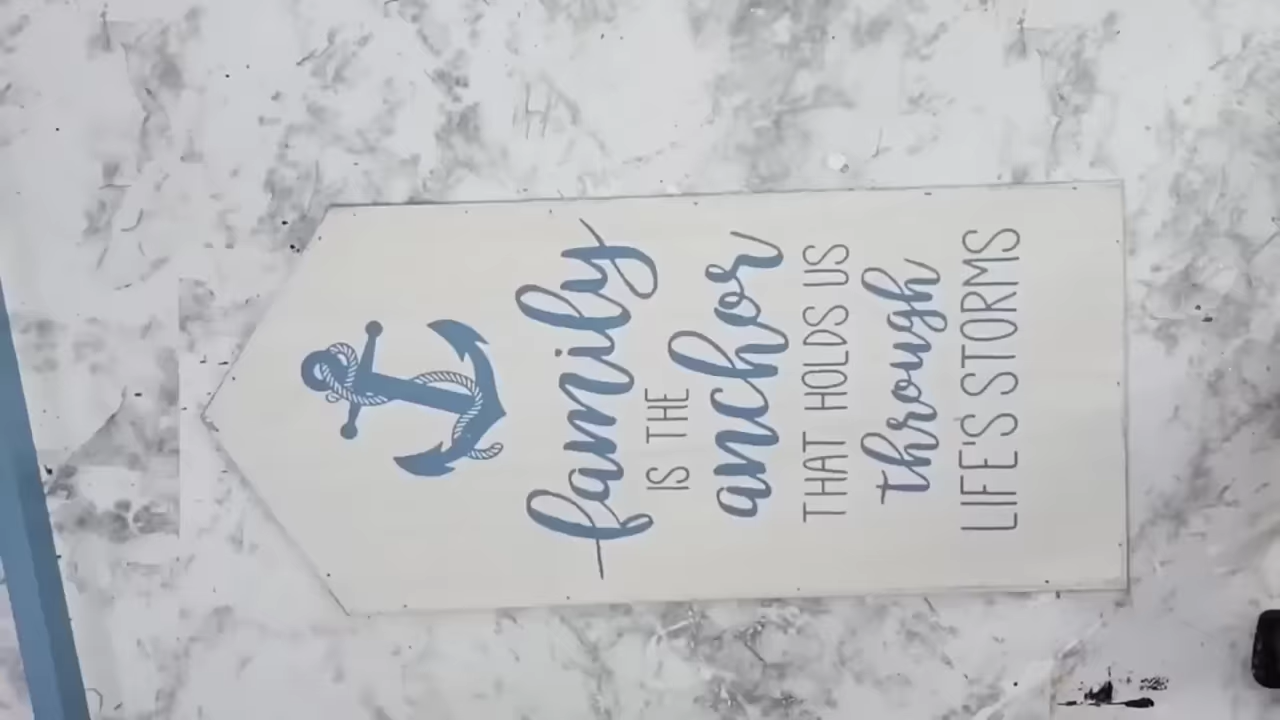 family
IS THE
anchor
THAT HOLDS US
through
LIFE'S STORMS